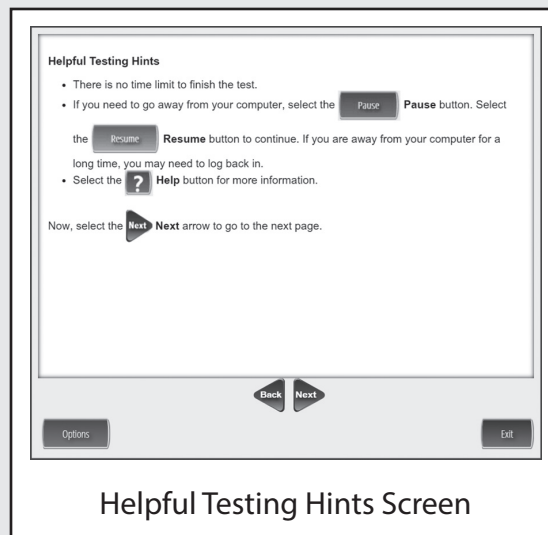 Helpful Testing Hints
• There is no time limit to finish the test.
• If you need to go away from your computer, select the Pause Pause button. Select
the Resume Resume button to continue. If you are away from your computer for a
long time, you may need to log back in.
• Select the ? Help button for more information.
Now, select the Next Next arrow to go to the next page.
Back Next
Options Exit
Helpful Testing Hints Screen